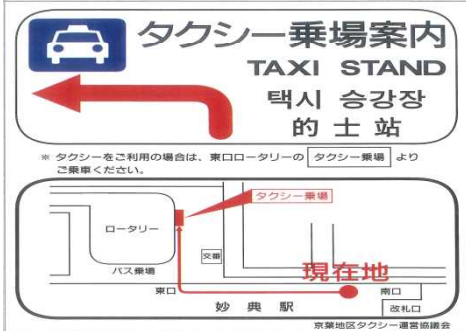 タクシー乗場案内
TAXI STAND
택시 승강장
的士站
※ タクシーをご利用の場合は、東口ロータリーの タクシー乗場 より
ご乗車ください。
タクシー乗場
ロータリー
交番
バス乗場
現在地
東口
南口
妙典駅
改札口
京葉地区タクシー運営協議会